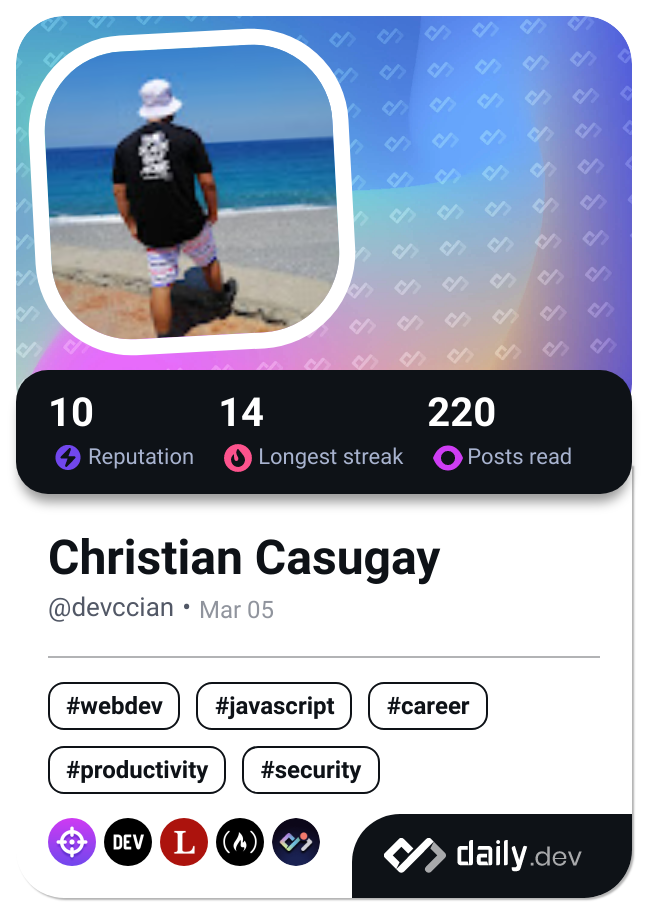 10 14 220
Reputation Longest streak Posts read
Christian Casugay
@devccian • Mar 05
#webdev #javascript #career
#productivity #security
DEV L daily.dev